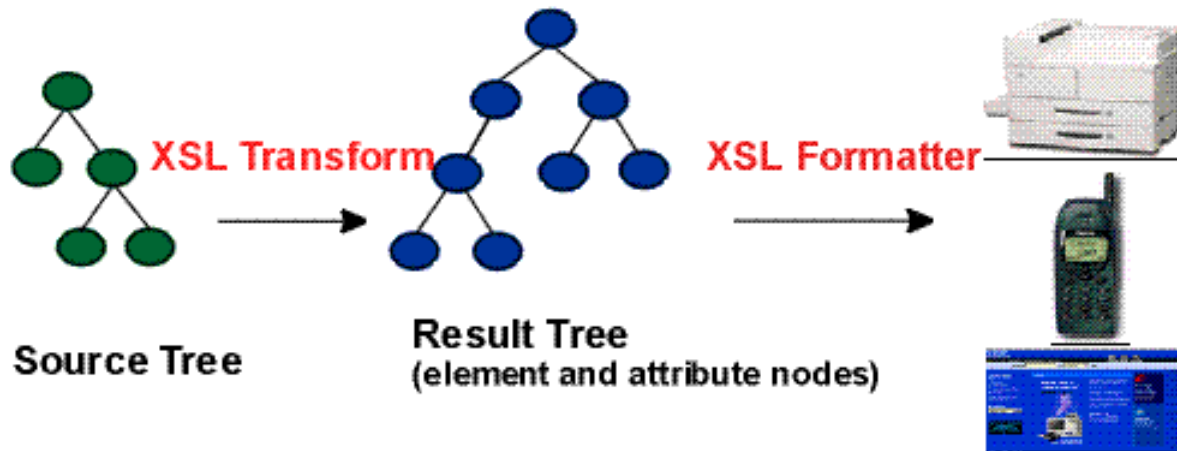 XSL Transform
XSL Formatter
Source Tree
Result Tree
(element and attribute nodes)